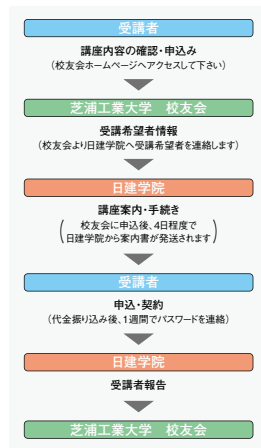 受講者
講座内容の確認・申込み
(校友会ホームページへアクセスして下さい)
芝浦工業大学 校友会
受講希望者情報
(校友会より日建学院へ受講希望者を連絡します)
日建学院
講座案内・手続き
(校友会に申込後、4日程度で
日建学院から案内書が発送されます)
受講者
申込・契約
(代金振り込み後、1週間でパスワードを連絡)
日建学院
受講者報告
芝浦工業大学 校友会